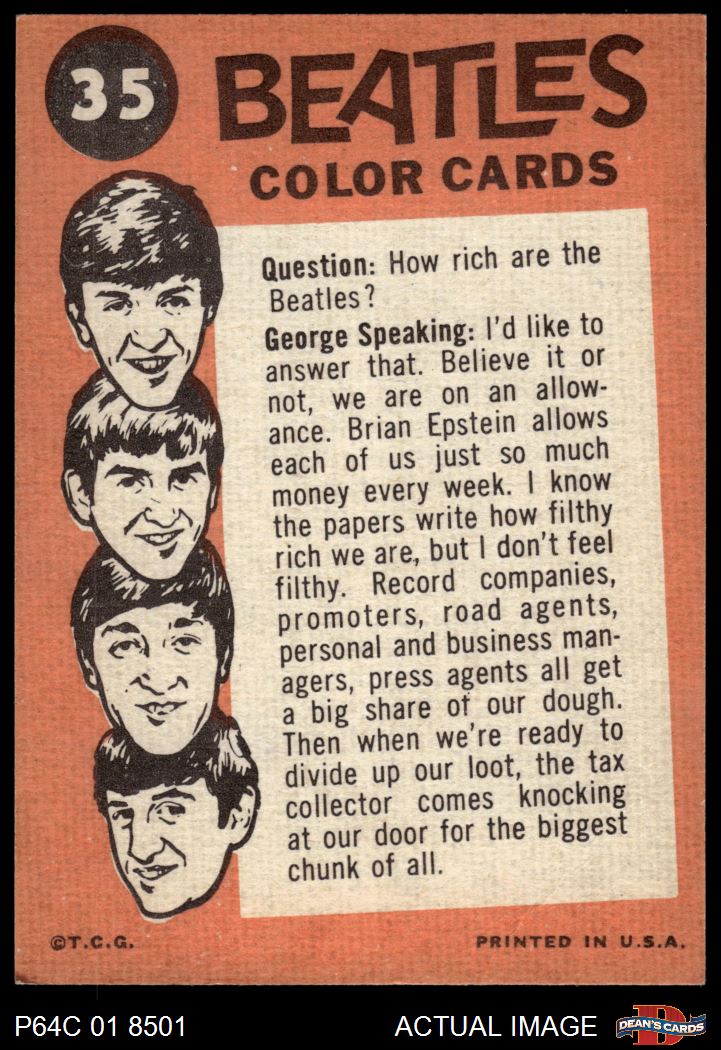 35
BEATLES
COLOR CARDS
Question: How rich are the
Beatles?
George Speaking: I'd like to
answer that. Believe it or
not, we are on an allow-
ance. Brian Epstein allows
each of us just so much
money every week. I know
the papers write how filthy
rich we are, but I don't feel
filthy. Record companies,
promoters, road agents,
personal and business man-
agers, press agents all get
a big share of our dough.
Then when we're ready to
divide up our loot, the tax
collector comes knocking
at our door for the biggest
chunk of all.
©T.C.G.
PRINTED IN U.S.A.
P64C 01 8501
ACTUAL IMAGE
D
DEAN'S CARDS